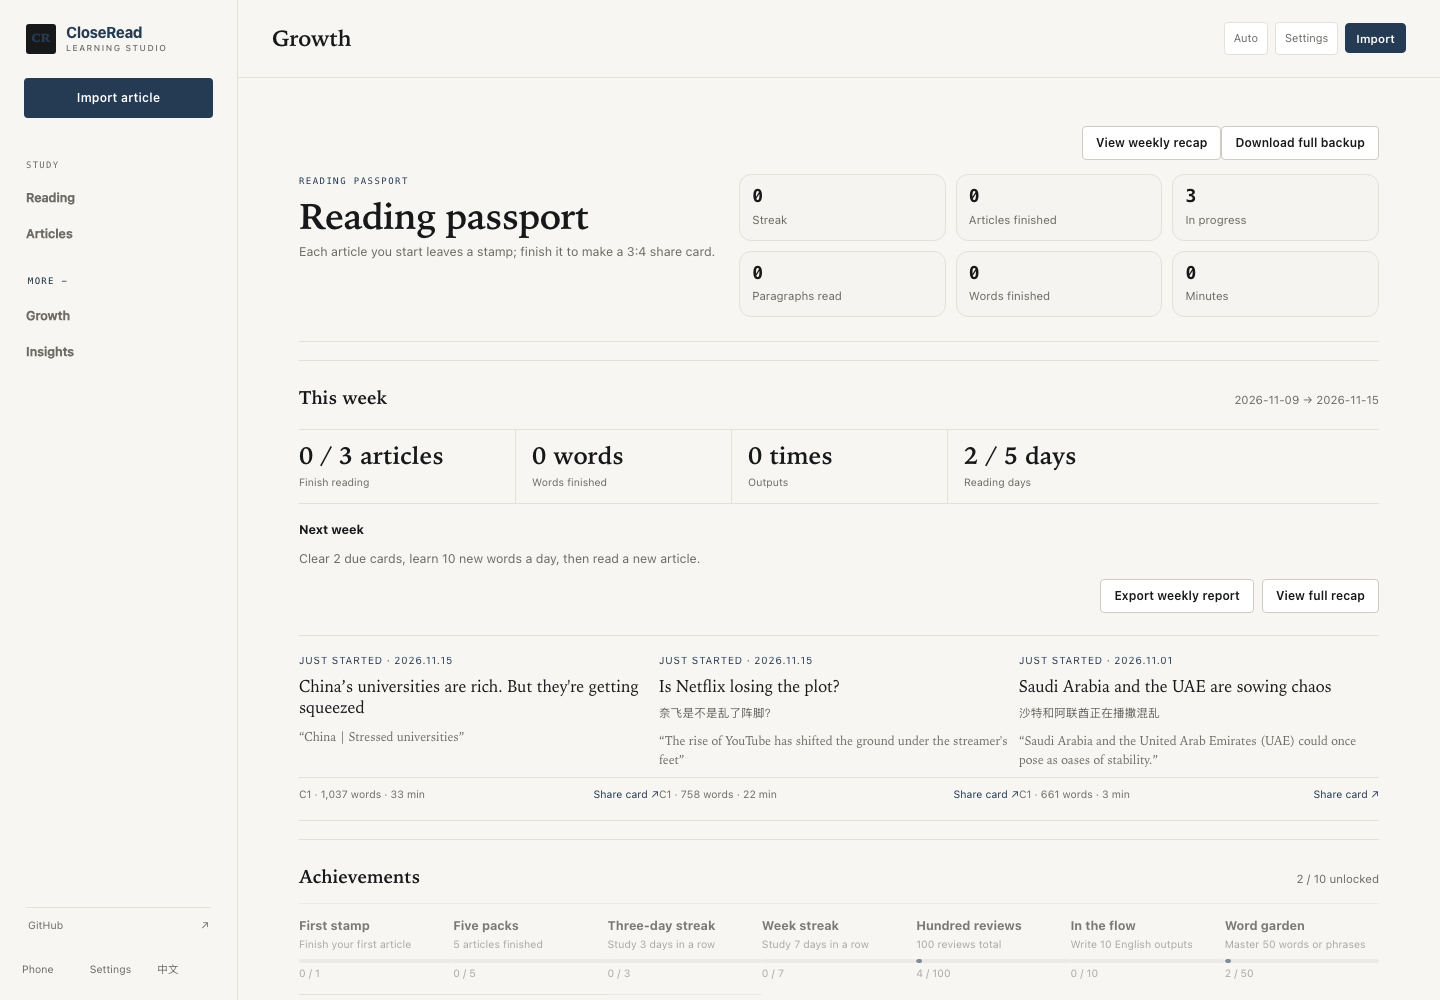 CR
CloseRead
LEARNING STUDIO
Import article
STUDY
Reading
Articles
MORE –
Growth
Insights
GitHub ↗
Phone Settings 中文
Growth
Auto Settings Import
View weekly recap Download full backup
READING PASSPORT
Reading passport
Each article you start leaves a stamp; finish it to make a 3:4 share card.
0
Streak
0
Articles finished
3
In progress
0
Paragraphs read
0
Words finished
0
Minutes
This week
2026-11-09 → 2026-11-15
0 / 3 articles
Finish reading
0 words
Words finished
0 times
Outputs
2 / 5 days
Reading days
Next week
Clear 2 due cards, learn 10 new words a day, then read a new article.
Export weekly report View full recap
JUST STARTED · 2026.11.15
China’s universities are rich. But they're getting
squeezed
“China | Stressed universities”
C1 · 1,037 words · 33 min Share card ↗
JUST STARTED · 2026.11.15
Is Netflix losing the plot?
奈飞是不是乱了阵脚?
“The rise of YouTube has shifted the ground under the streamer's
feet”
C1 · 758 words · 22 min Share card ↗
JUST STARTED · 2026.11.01
Saudi Arabia and the UAE are sowing chaos
沙特和阿联酋正在播撒混乱
“Saudi Arabia and the United Arab Emirates (UAE) could once
pose as oases of stability.”
C1 · 661 words · 3 min Share card ↗
Achievements
2 / 10 unlocked
First stamp
Finish your first article
0 / 1
Five packs
5 articles finished
0 / 5
Three-day streak
Study 3 days in a row
0 / 3
Week streak
Study 7 days in a row
0 / 7
Hundred reviews
100 reviews total
4 / 100
In the flow
Write 10 English outputs
0 / 10
Word garden
Master 50 words or phrases
2 / 50